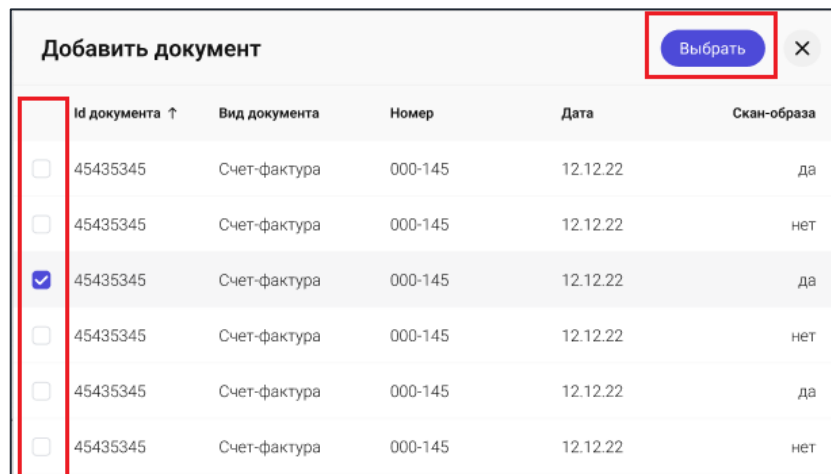 Добавить документ Выбрать
Id документа ↑ Вид документа Номер Дата Скан-образа
45435345 Счет-фактура 000-145 12.12.22 да
45435345 Счет-фактура 000-145 12.12.22 нет
45435345 Счет-фактура 000-145 12.12.22 да
45435345 Счет-фактура 000-145 12.12.22 нет
45435345 Счет-фактура 000-145 12.12.22 да
45435345 Счет-фактура 000-145 12.12.22 нет